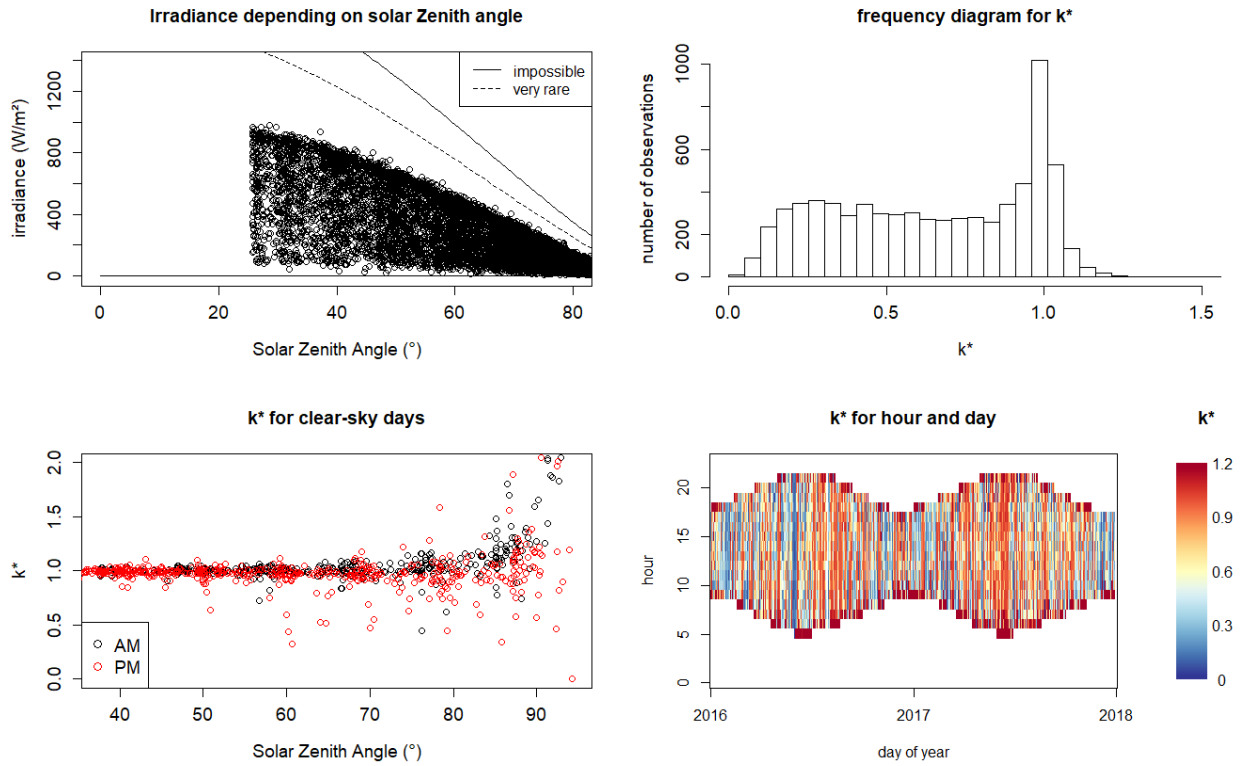 Irradiance depending on solar Zenith angle
irradiance (W/m²)
0 400 800 1200
impossible
very rare
0 20 40 60 80
Solar Zenith Angle (°)
frequency diagram for k*
number of observations
0 200 600 1000
0.0 0.5 1.0 1.5
k*
k* for clear-sky days
k*
0.0 0.5 1.0 1.5 2.0
AM
PM
40 50 60 70 80 90
Solar Zenith Angle (°)
k* for hour and day
hour
0 5 10 15 20
2016 2017 2018
day of year
k*
1.2
0.9
0.6
0.3
0